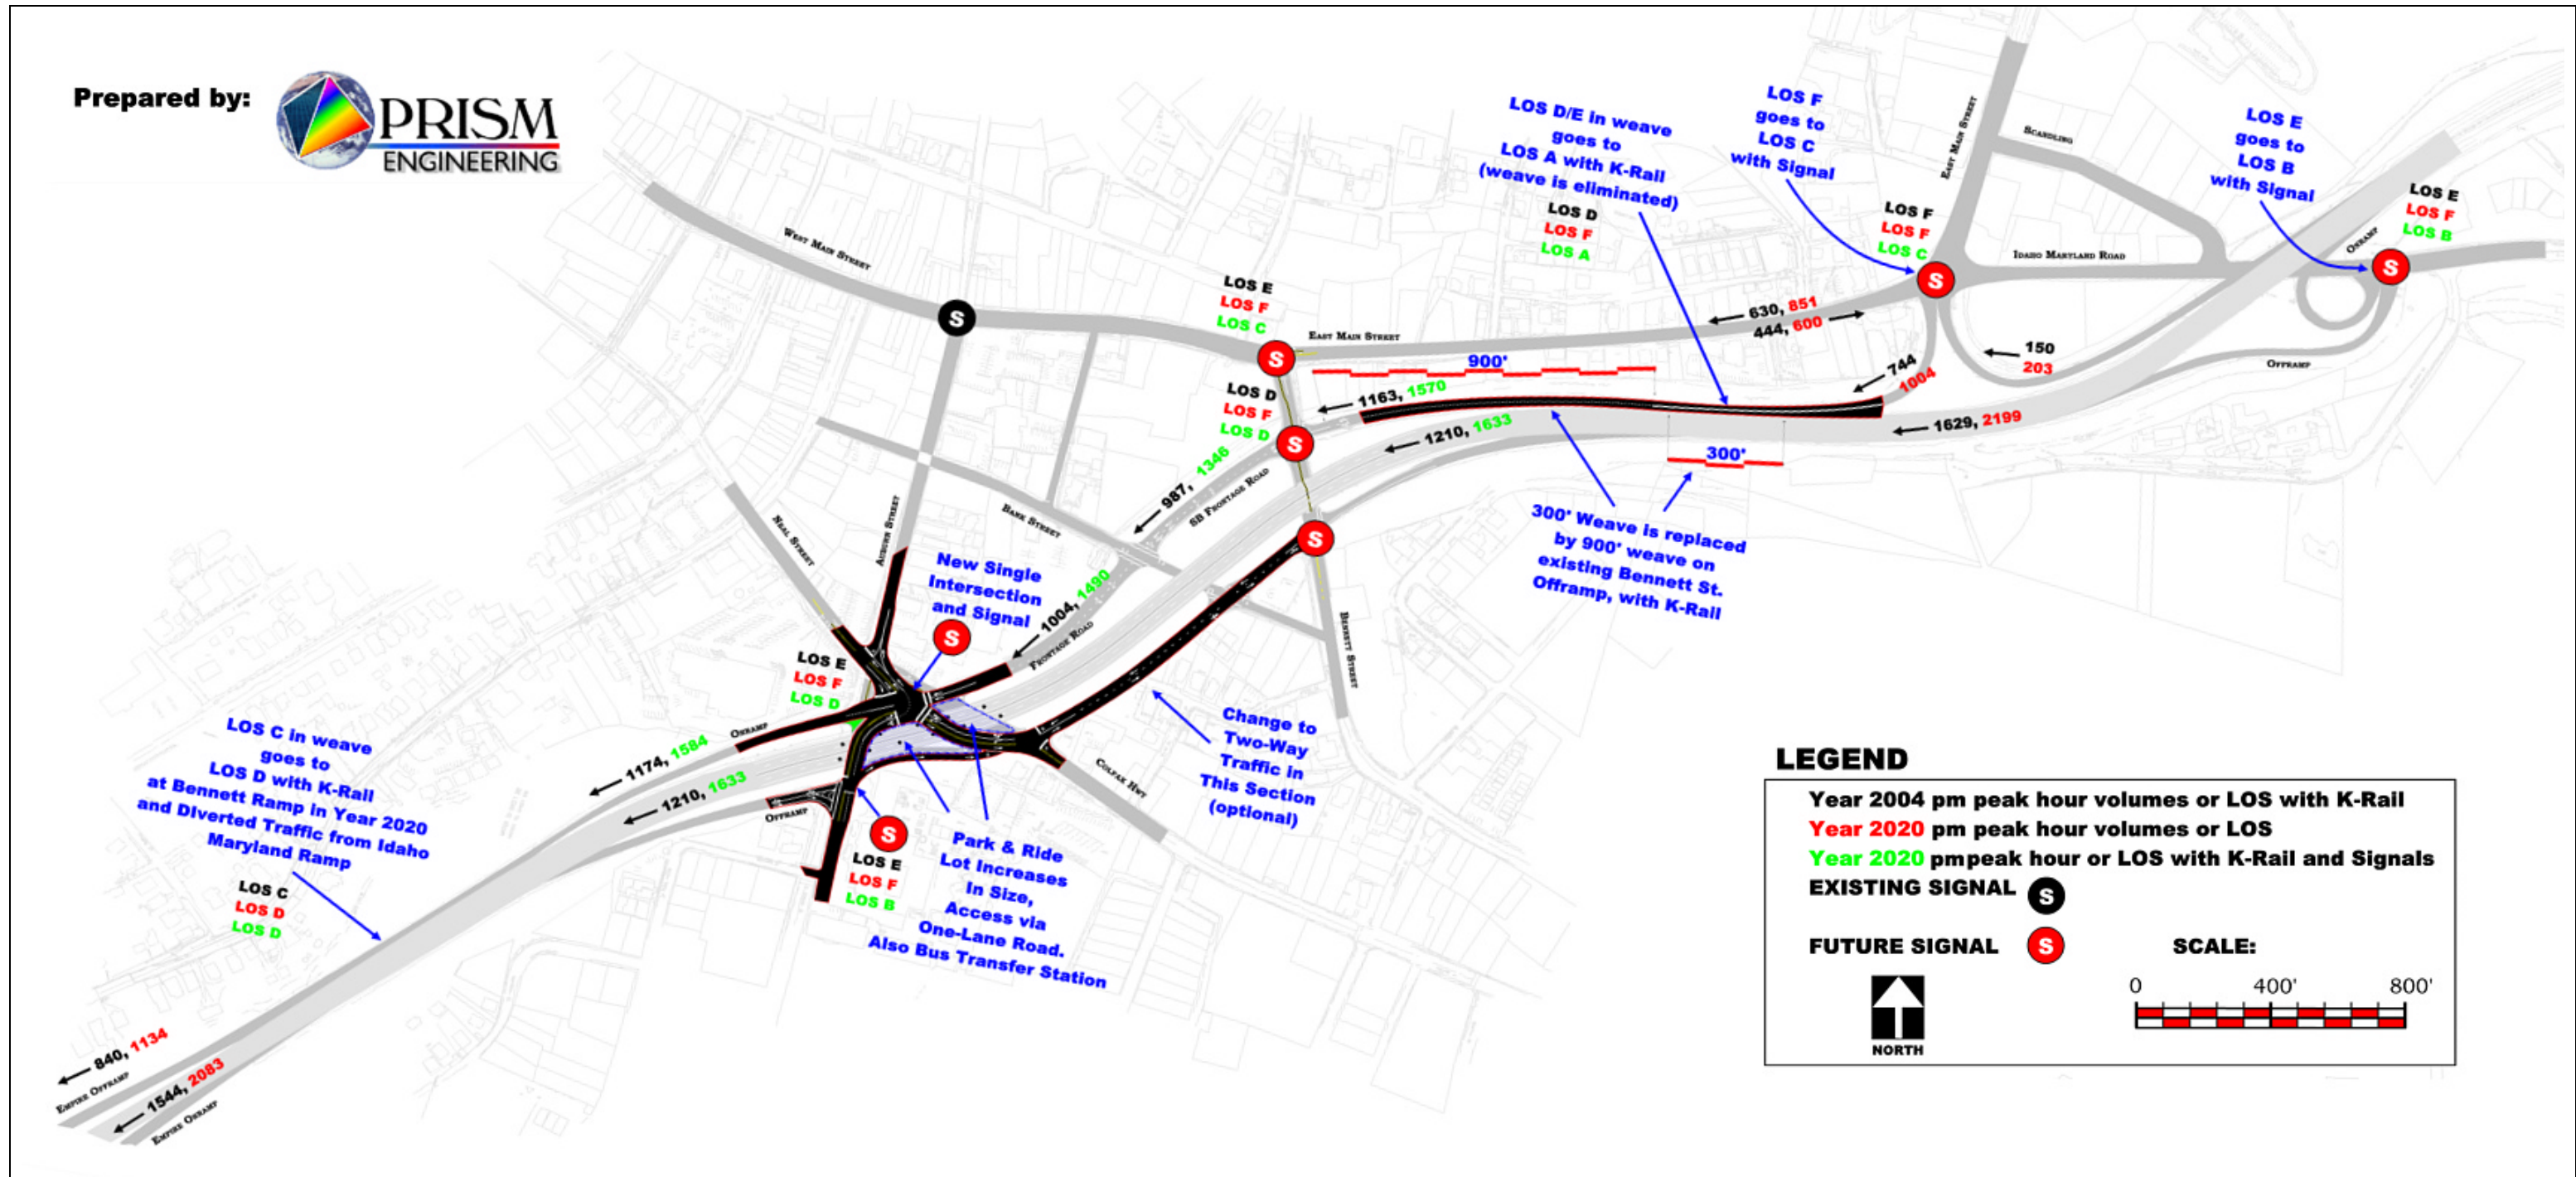 Prepared by:
PRISM
ENGINEERING
WEST MAIN STREET
LOS E
LOS F
LOS C
EAST MAIN STREET
900'
LOS D/E in weave
goes to
LOS A with K-Rail
(weave is eliminated)
LOS D
LOS F
LOS A
LOS F
goes to
LOS C
with Signal
LOS F
LOS F
LOS C
EAST MAIN STREET
SCANDLING
IDAHO MARYLAND ROAD
LOS E
goes to
LOS B
with Signal
LOS E
LOS F
LOS B
ONRAMP
OFFRAMP
S
S
S
S
630, 851
444, 600
150
203
744
1004
1629, 2199
1163, 1570
1210, 1633
300'
LOS D
LOS F
LOS D
S
987, 1346
SB FRONTAGE ROAD
S
300' Weave is replaced
by 900' weave on
existing Bennett St.
Offramp, with K-Rail
BENNETT STREET
BANK STREET
NEAL STREET
AUBURN STREET
New Single
Intersection
and Signal
S
1004, 1490
FRONTAGE ROAD
LOS E
LOS F
LOS D
ONRAMP
1174, 1584
1210, 1633
OFFRAMP
COLFAX HWY
Change to
Two-Way
Traffic in
This Section
(optional)
S
LOS E
LOS F
LOS B
Park & Ride
Lot Increases
In Size,
Access via
One-Lane Road.
Also Bus Transfer Station
LOS C in weave
goes to
LOS D with K-Rail
at Bennett Ramp in Year 2020
and DIverted Traffic from Idaho
Maryland Ramp
LOS C
LOS D
LOS D
840, 1134
EMPIRE OFFRAMP
1544, 2083
EMPIRE ONRAMP
LEGEND
Year 2004 pm peak hour volumes or LOS with K-Rail
Year 2020 pm peak hour volumes or LOS
Year 2020 pmpeak hour or LOS with K-Rail and Signals
EXISTING SIGNAL S
FUTURE SIGNAL S
SCALE:
0 400' 800'
NORTH